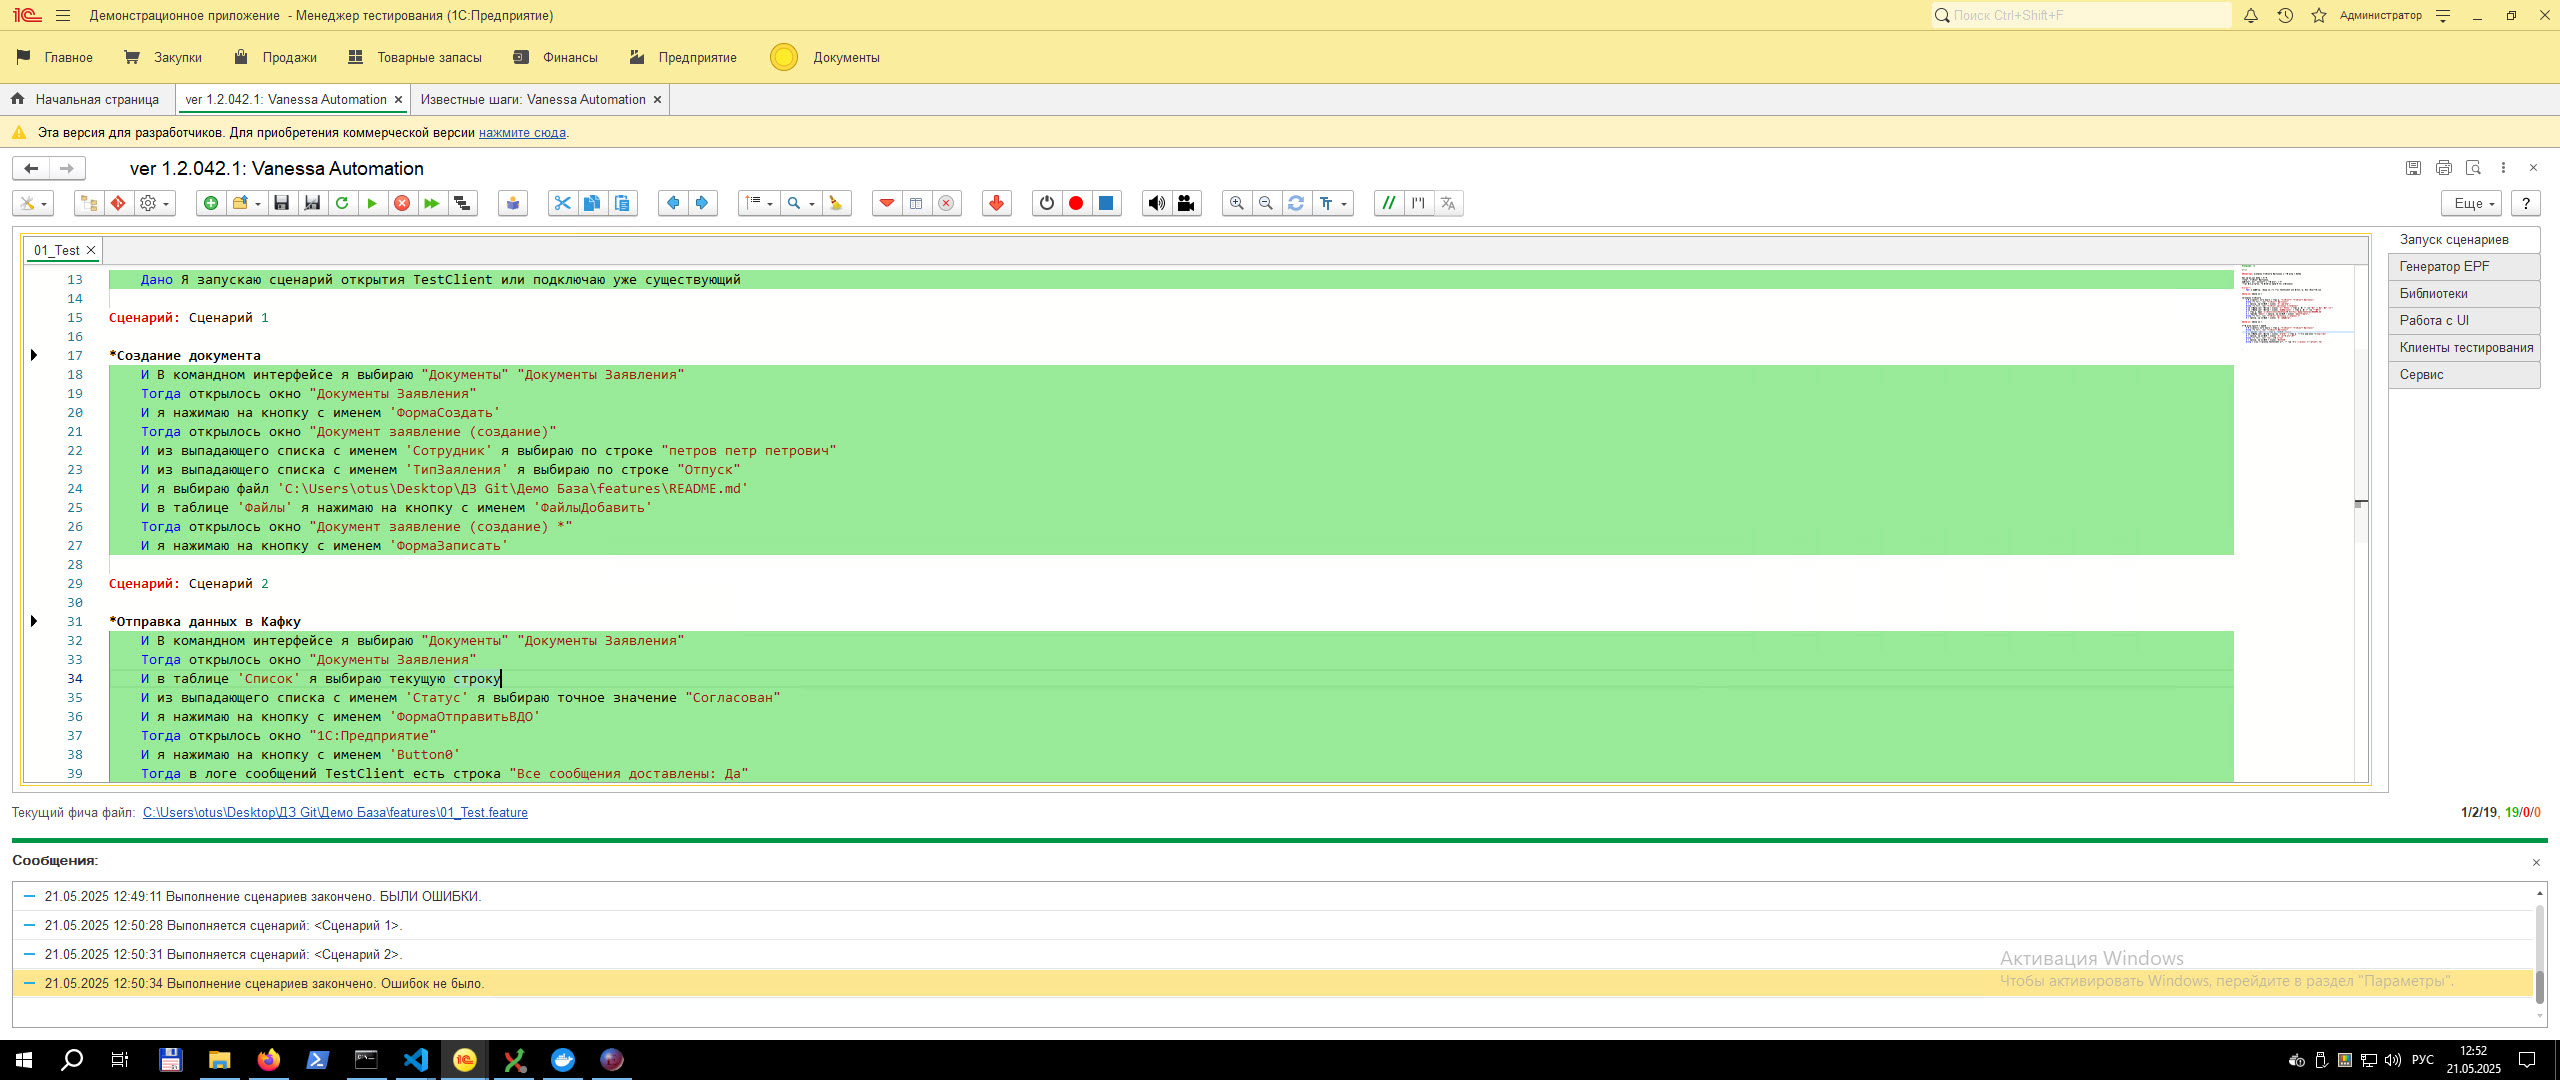 Демонстрационное приложение - Менеджер тестирования (1С:Предприятие)
Поиск Ctrl+Shift+F
Администратор
Главное
Закупки
Продажи
Товарные запасы
Финансы
Предприятие
Документы
Начальная страница
ver 1.2.042.1: Vanessa Automation
Известные шаги: Vanessa Automation
Эта версия для разработчиков. Для приобретения коммерческой версии нажмите сюда.
ver 1.2.042.1: Vanessa Automation
Еще
?
01_Test
13 Дано Я запускаю сценарий открытия TestClient или подключаю уже существующий
14
15 Сценарий: Сценарий 1
16
17 *Создание документа
18 И В командном интерфейсе я выбираю "Документы" "Документы Заявления"
19 Тогда открылось окно "Документы Заявления"
20 И я нажимаю на кнопку с именем 'ФормаСоздать'
21 Тогда открылось окно "Документ заявление (создание)"
22 И из выпадающего списка с именем 'Сотрудник' я выбираю по строке "петров петр петрович"
23 И из выпадающего списка с именем 'ТипЗаяления' я выбираю по строке "Отпуск"
24 И я выбираю файл 'C:\Users\otus\Desktop\ДЗ Git\Демо База\features\README.md'
25 И в таблице 'Файлы' я нажимаю на кнопку с именем 'ФайлыДобавить'
26 Тогда открылось окно "Документ заявление (создание) *"
27 И я нажимаю на кнопку с именем 'ФормаЗаписать'
28
29 Сценарий: Сценарий 2
30
31 *Отправка данных в Кафку
32 И В командном интерфейсе я выбираю "Документы" "Документы Заявления"
33 Тогда открылось окно "Документы Заявления"
34 И в таблице 'Список' я выбираю текущую строку
35 И из выпадающего списка с именем 'Статус' я выбираю точное значение "Согласован"
36 И я нажимаю на кнопку с именем 'ФормаОтправитьВДО'
37 Тогда открылось окно "1С:Предприятие"
38 И я нажимаю на кнопку с именем 'Button0'
39 Тогда в логе сообщений TestClient есть строка "Все сообщения доставлены: Да"
Запуск сценариев
Генератор EPF
Библиотеки
Работа с UI
Клиенты тестирования
Сервис
Текущий фича файл: C:\Users\otus\Desktop\ДЗ Git\Демо База\features\01_Test.feature
1/2/19, 19/0/0
Сообщения:
21.05.2025 12:49:11 Выполнение сценариев закончено. БЫЛИ ОШИБКИ.
21.05.2025 12:50:28 Выполняется сценарий: <Сценарий 1>.
21.05.2025 12:50:31 Выполняется сценарий: <Сценарий 2>.
21.05.2025 12:50:34 Выполнение сценариев закончено. Ошибок не было.
Активация Windows
Чтобы активировать Windows, перейдите в раздел "Параметры".
РУС
12:52
21.05.2025